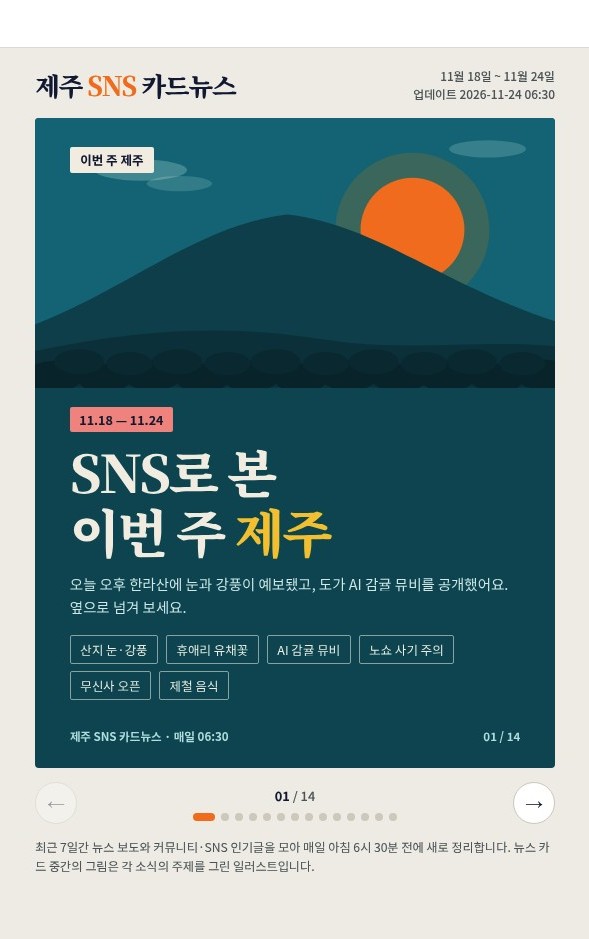 제주 SNS 카드뉴스
11월 18일 ~ 11월 24일
업데이트 2026-11-24 06:30
이번 주 제주
11.18 — 11.24
SNS로 본
이번 주 제주
오늘 오후 한라산에 눈과 강풍이 예보됐고, 도가 AI 감귤 뮤비를 공개했어요.
옆으로 넘겨 보세요.
산지 눈·강풍
휴애리 유채꽃
AI 감귤 뮤비
노쇼 사기 주의
무신사 오픈
제철 음식
제주 SNS 카드뉴스 · 매일 06:30
01 / 14
←
01 / 14
→
최근 7일간 뉴스 보도와 커뮤니티·SNS 인기글을 모아 매일 아침 6시 30분 전에 새로 정리합니다. 뉴스 카
드 중간의 그림은 각 소식의 주제를 그린 일러스트입니다.